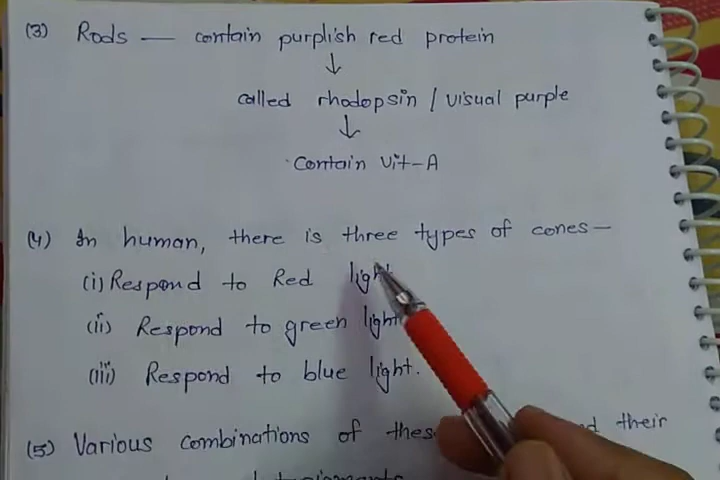 (3) Rods — contain purplish red protein
↓
called rhodopsin / visual purple
↓
Contain Vit-A
(4) In human, there is three types of cones—
(i) Respond to Red light
(ii) Respond to green light
(iii) Respond to blue light.
(5) Various combinations of their